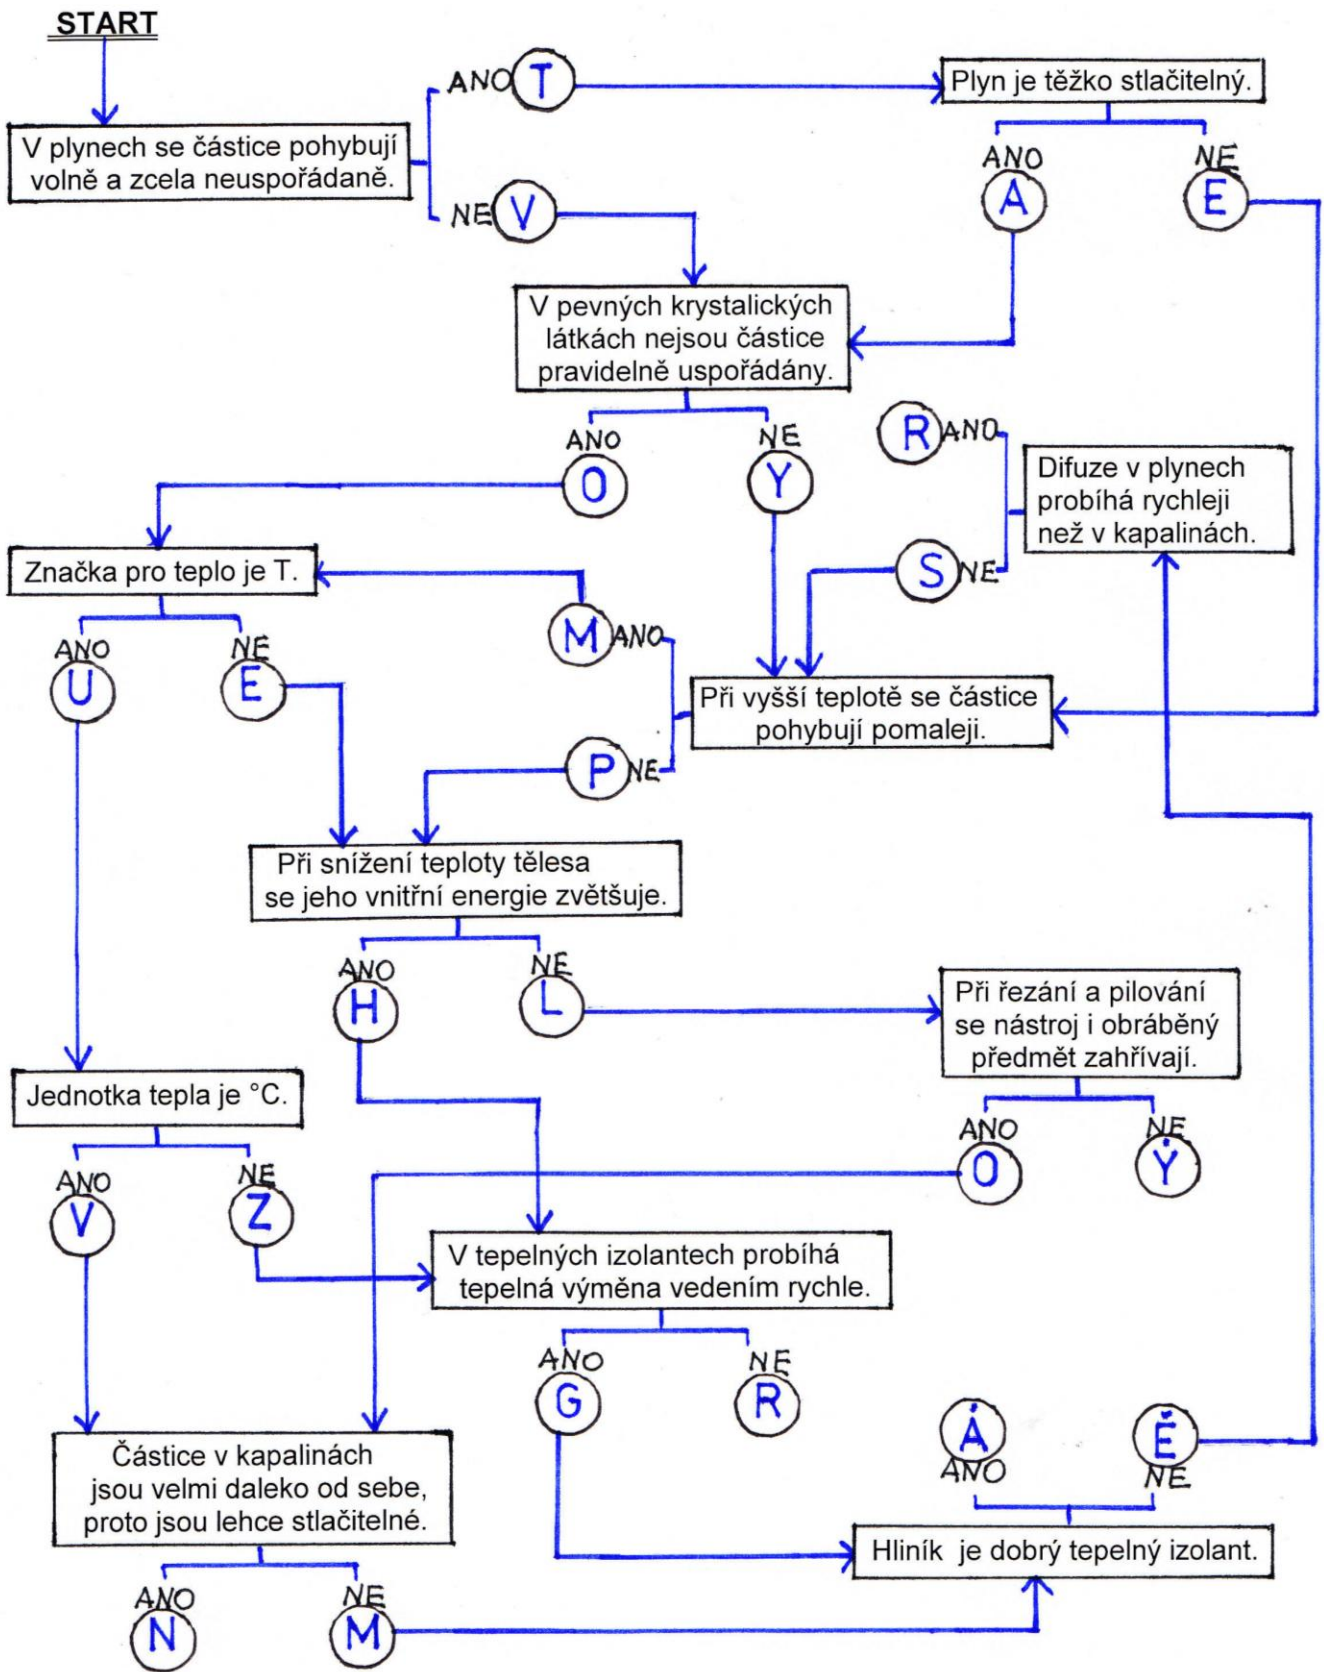 START
ANO T
Plyn je těžko stlačitelný.
V plynech se částice pohybují
volně a zcela neuspořádaně.
ANO
A
NE
E
NE V
V pevných krystalických
látkách nejsou částice
pravidelně uspořádány.
ANO
O
NE
Y
R ANO
Difuze v plynech
probíhá rychleji
než v kapalinách.
S NE
Značka pro teplo je T.
ANO
U
NE
E
M ANO
Při vyšší teplotě se částice
pohybují pomaleji.
P NE
Při snížení teploty tělesa
se jeho vnitřní energie zvětšuje.
ANO
H
NE
L
Při řezání a pilování
se nástroj i obráběný
předmět zahřívají.
Jednotka tepla je °C.
ANO
O
NE
Ý
ANO
V
NE
Z
V tepelných izolantech probíhá
tepelná výměna vedením rychle.
ANO
G
NE
R
Á
ANO
É
NE
Částice v kapalinách
jsou velmi daleko od sebe,
proto jsou lehce stlačitelné.
Hliník je dobrý tepelný izolant.
ANO
N
NE
M